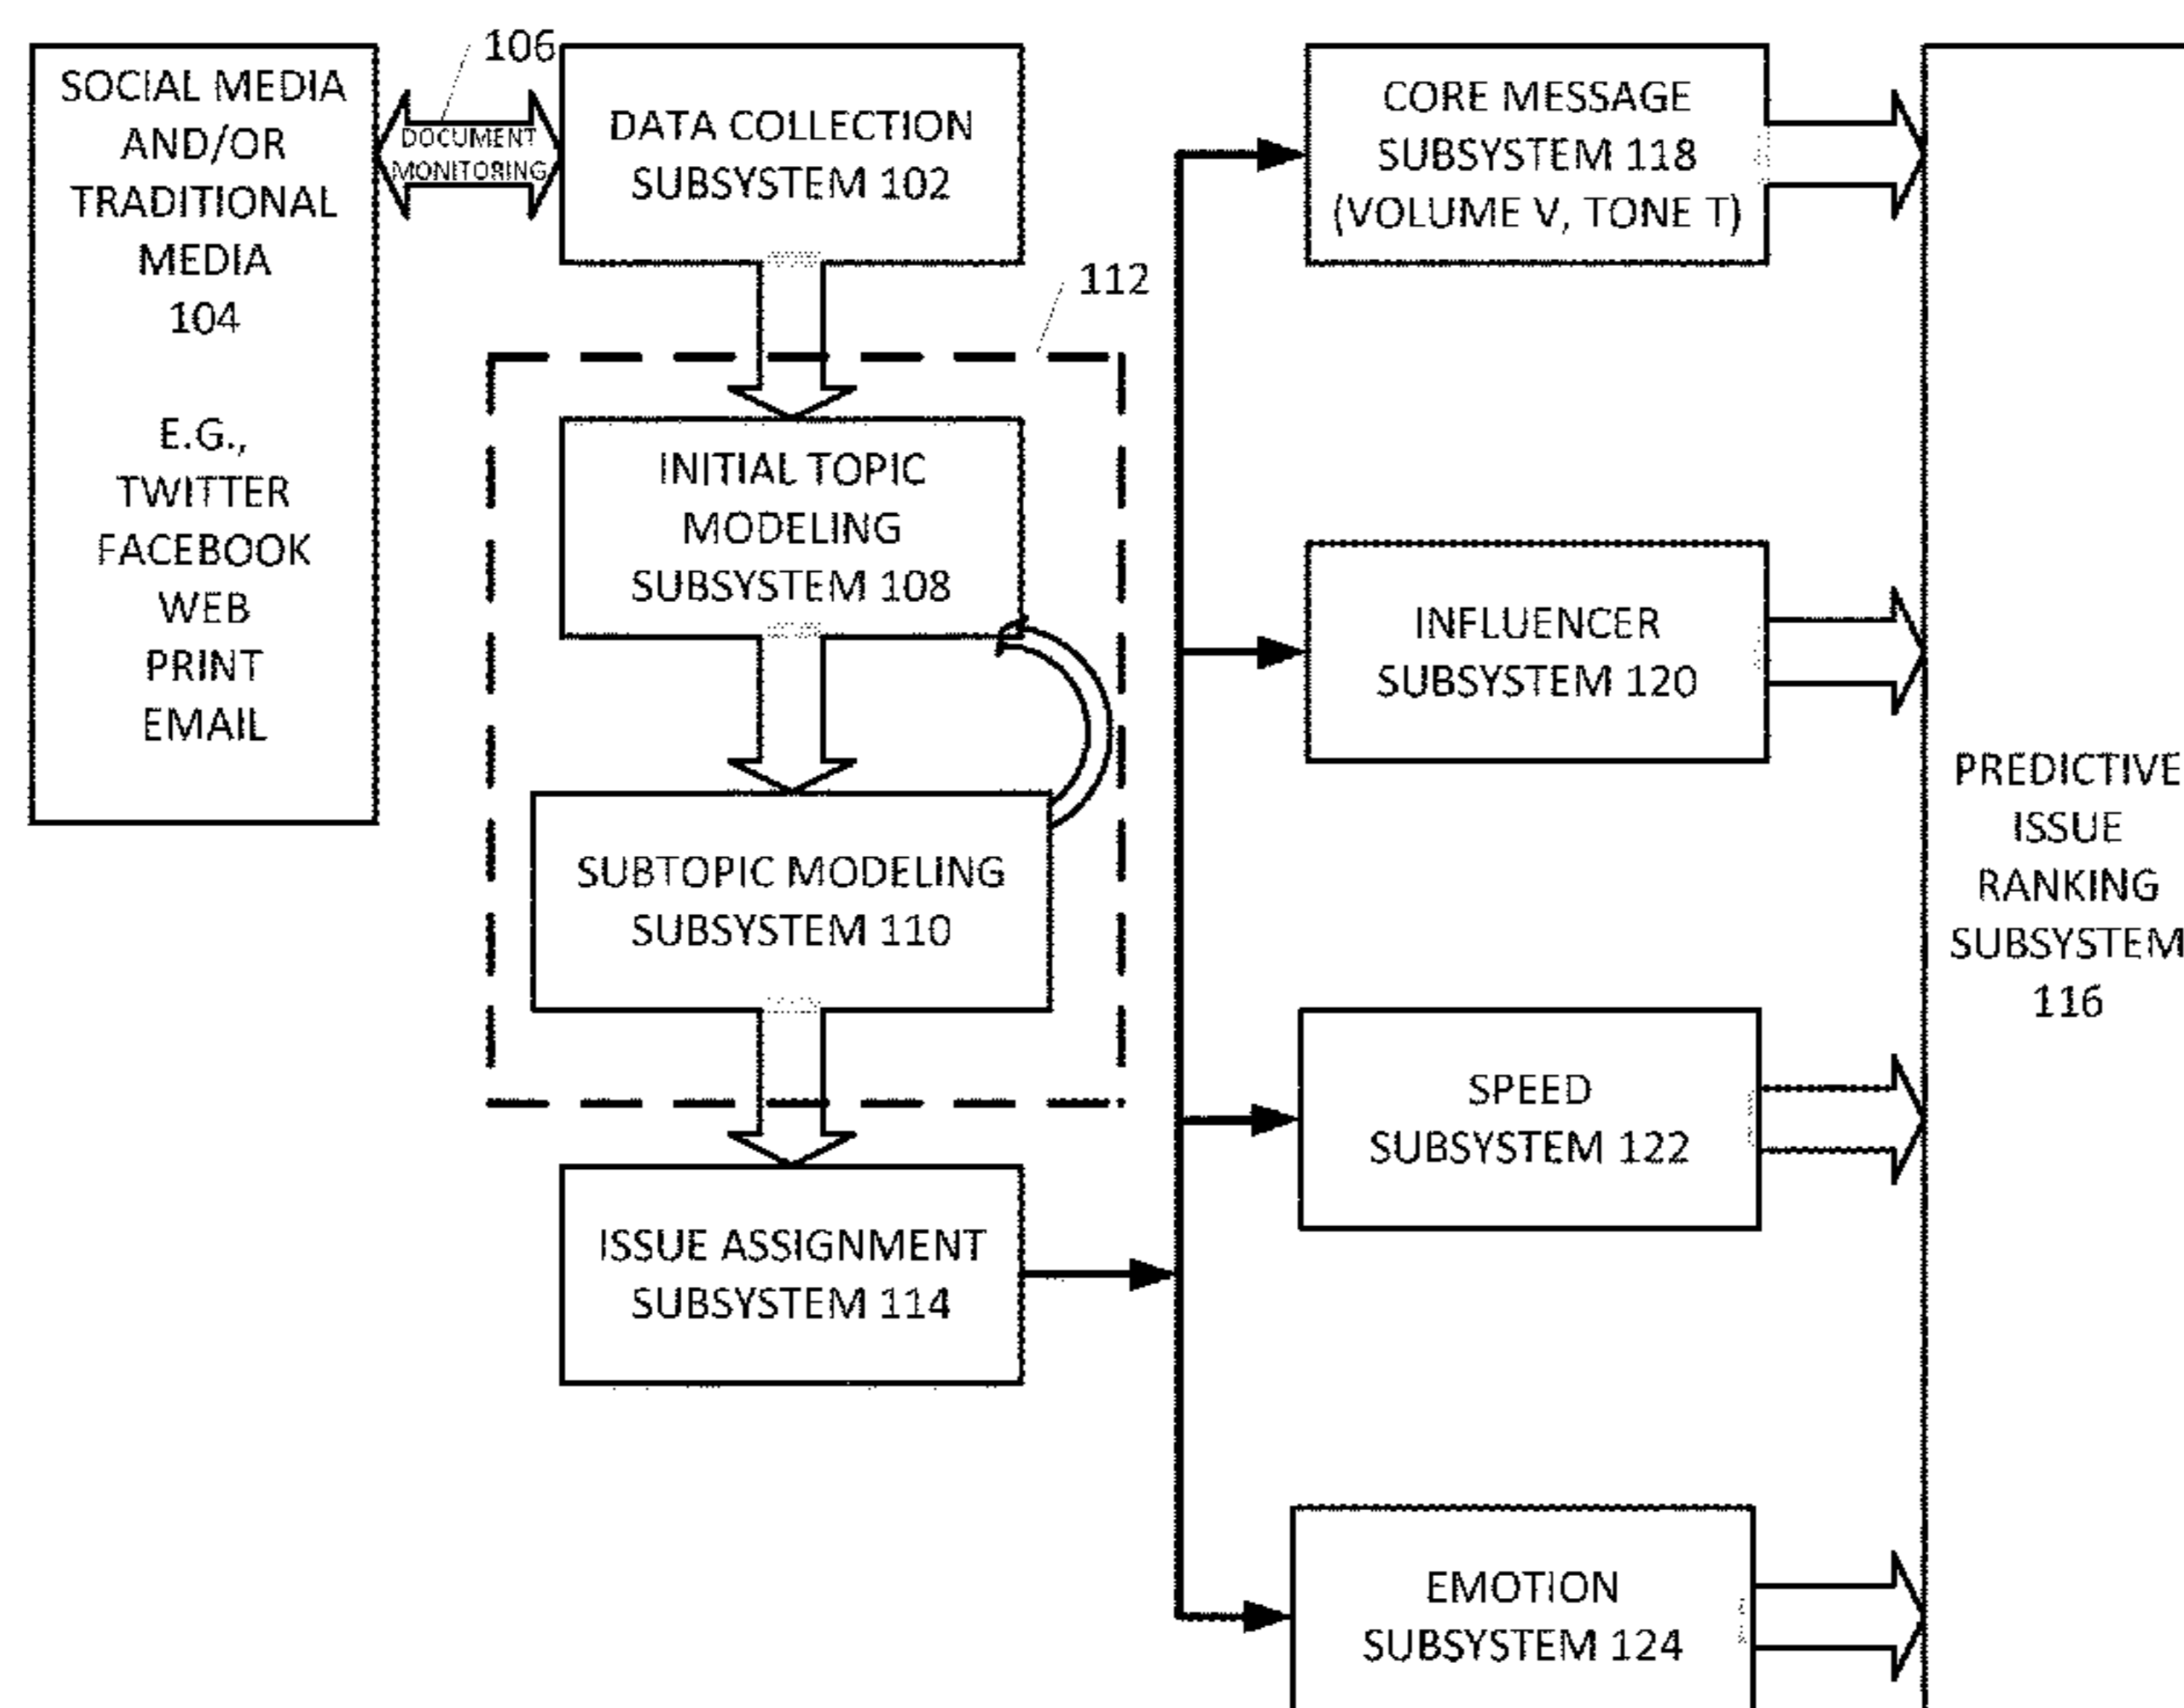 SOCIAL MEDIA
AND/OR
TRADITIONAL
MEDIA
104
E.G.,
TWITTER
FACEBOOK
WEB
PRINT
EMAIL
106
DOCUMENT
MONITORING
DATA COLLECTION
SUBSYSTEM 102
112
INITIAL TOPIC
MODELING
SUBSYSTEM 108
SUBTOPIC MODELING
SUBSYSTEM 110
ISSUE ASSIGNMENT
SUBSYSTEM 114
CORE MESSAGE
SUBSYSTEM 118
(VOLUME V, TONE T)
INFLUENCER
SUBSYSTEM 120
SPEED
SUBSYSTEM 122
EMOTION
SUBSYSTEM 124
PREDICTIVE
ISSUE
RANKING
SUBSYSTEM
116